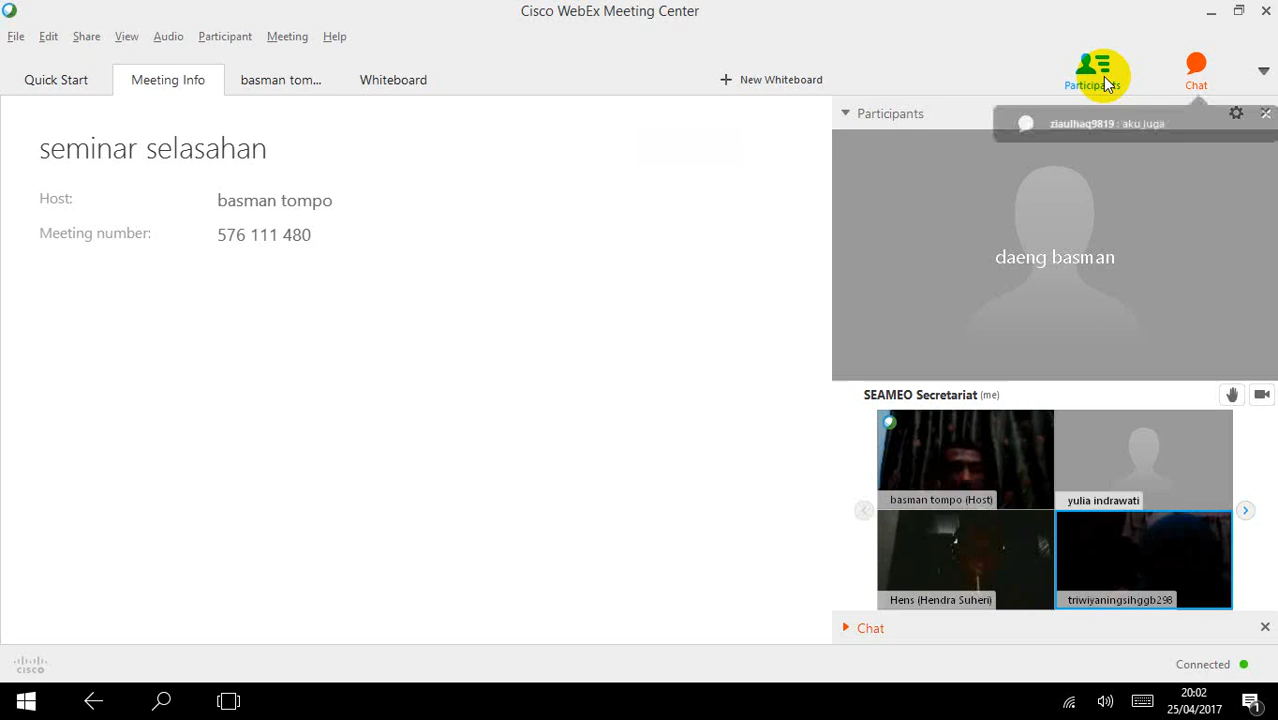 Cisco WebEx Meeting Center
File Edit Share View Audio Participant Meeting Help
Quick Start Meeting Info basman tom... Whiteboard + New Whiteboard Participants Chat
Participants
ziaulhaq9819 : aku juga
seminar selasahan
Host: basman tompo
Meeting number: 576 111 480
daeng basman
SEAMEO Secretariat (me)
basman tompo (Host) yulia indrawati
Hens (Hendra Suheri) triwiyaningsihggb298
Chat
cisco
Connected
20:02
25/04/2017
1